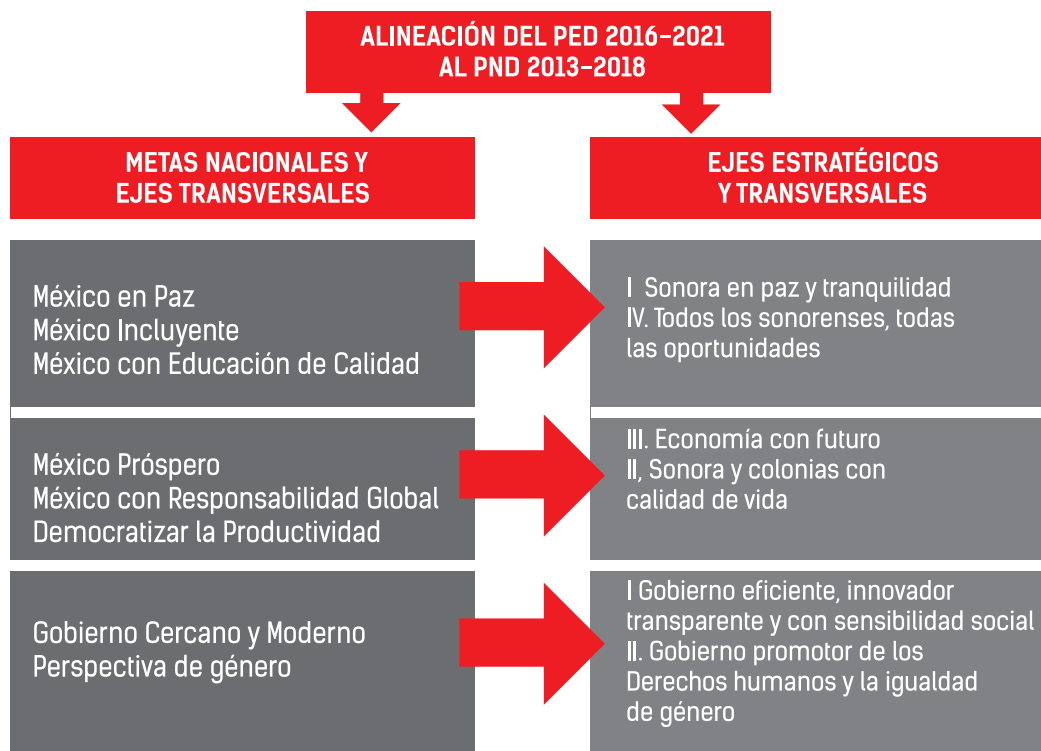 ALINEACIÓN DEL PED 2016-2021
AL PND 2013-2018
METAS NACIONALES Y
EJES TRANSVERSALES
EJES ESTRATÉGICOS
Y TRANSVERSALES
México en Paz
México Incluyente
México con Educación de Calidad
I Sonora en paz y tranquilidad
IV. Todos los sonorenses, todas
las oportunidades
México Próspero
México con Responsabilidad Global
Democratizar la Productividad
III. Economía con futuro
II, Sonora y colonias con
calidad de vida
Gobierno Cercano y Moderno
Perspectiva de género
I Gobierno eficiente, innovador
transparente y con sensibilidad social
II. Gobierno promotor de los
Derechos humanos y la igualdad
de género